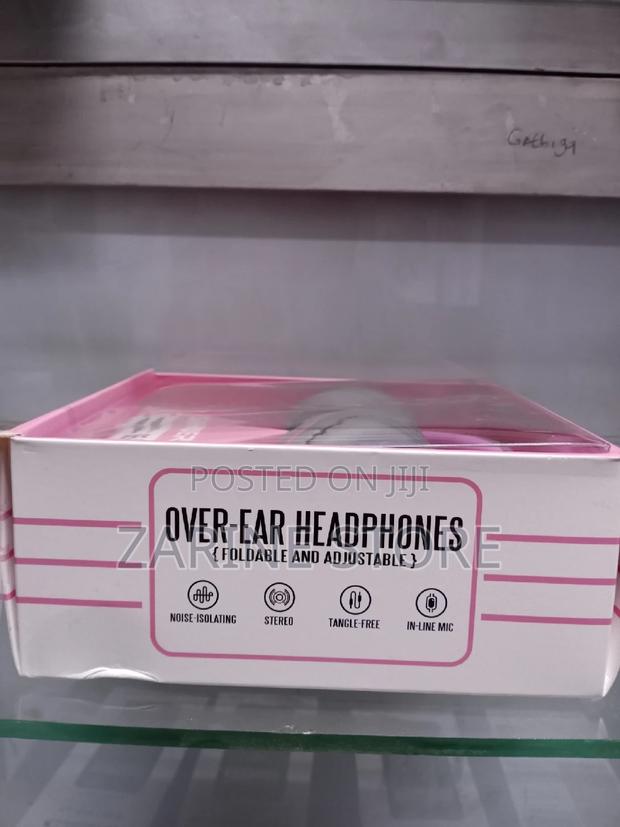 Gathigi
POSTED ON JIJI
OVER-EAR HEADPHONES
ZARINE STORE
{ FOLDABLE AND ADJUSTABLE }
NOISE-ISOLATING
STEREO
TANGLE-FREE
IN-LINE MIC